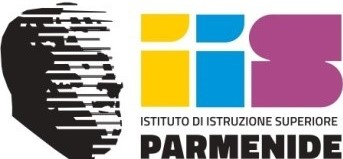 iis
ISTITUTO DI ISTRUZIONE SUPERIORE
PARMENIDE